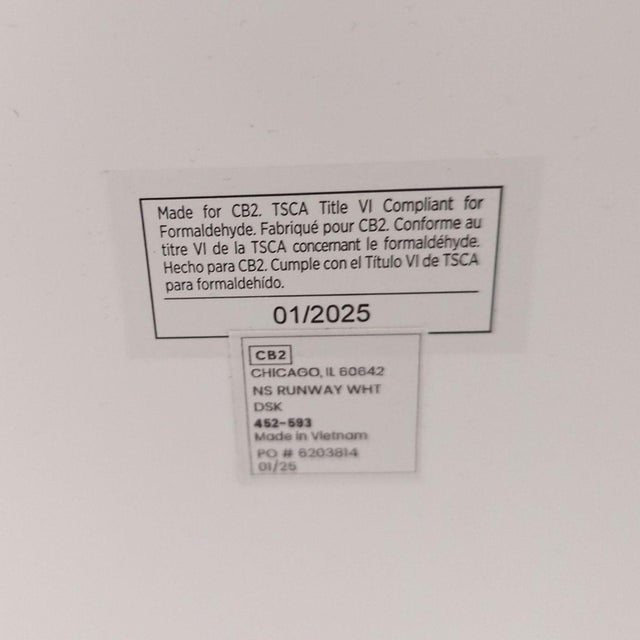 Made for CB2. TSCA Title VI Compliant for
Formaldehyde. Fabriqué pour CB2. Conforme au
titre VI de la TSCA concernant le formaldéhyde.
Hecho para CB2. Cumple con el Título VI de TSCA
para formaldehído.
01/2025
CB2
CHICAGO, IL 60642
NS RUNWAY WHT
DSK
452-593
Made in Vietnam
PO # 6203814
01/25